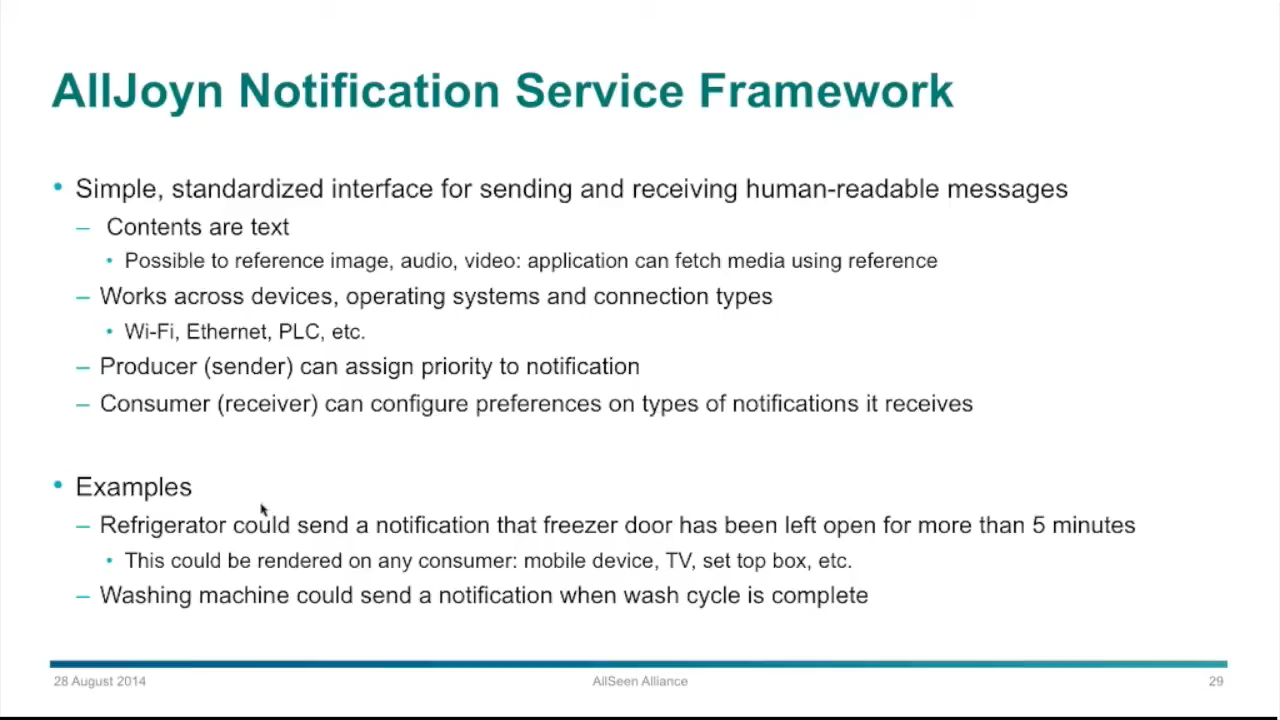 AllJoyn Notification Service Framework
• Simple, standardized interface for sending and receiving human-readable messages
– Contents are text
• Possible to reference image, audio, video: application can fetch media using reference
– Works across devices, operating systems and connection types
• Wi-Fi, Ethernet, PLC, etc.
– Producer (sender) can assign priority to notification
– Consumer (receiver) can configure preferences on types of notifications it receives
• Examples
– Refrigerator could send a notification that freezer door has been left open for more than 5 minutes
• This could be rendered on any consumer: mobile device, TV, set top box, etc.
– Washing machine could send a notification when wash cycle is complete
28 August 2014
AllSeen Alliance
29